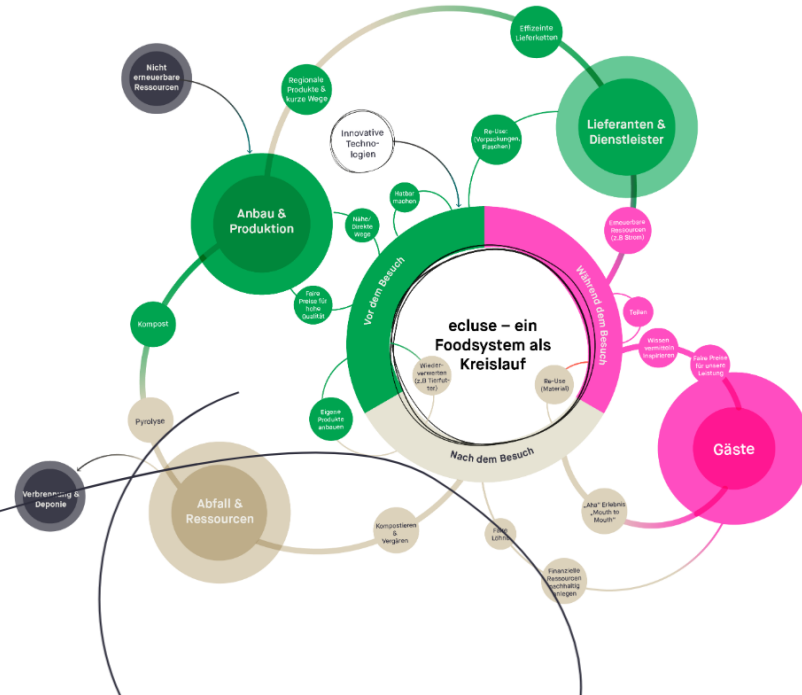 Effizeinte
Lieferketten
Nicht
erneuerbare
Ressourcen
Regionale
Produkte &
kurze Wege
Innovative
Techno-
logien
Re-Use
(Verpackungen,
Flaschen)
Lieferanten &
Dienstleister
Anbau &
Produktion
Haltbar
machen
Nähe/
Direkte
Wege
Erneuerbare
Ressourcen
(z.B Strom)
Vor dem Besuch
Während dem Besuch
Faire
Preise für
hohe
Qualität
Teilen
Kompost
ecluse – ein
Foodsystem als
Kreislauf
Wissen
vermitteln
Inspirieren
Faire Preise
für unsere
Leistung
Wieder-
verwerten
(z.B Tierfut-
ter)
Re-Use
(Material)
Eigene
Produkte
anbauen
Pyrolyse
Nach dem Besuch
Gäste
Verbrennung &
Deponie
Abfall &
Ressourcen
Kompostieren
&
Vergären
Faire
Löhne
„Aha" Erlebnis
„Mouth to
Mouth"
Finanzielle
Ressourcen
nachhaltig
anlegen